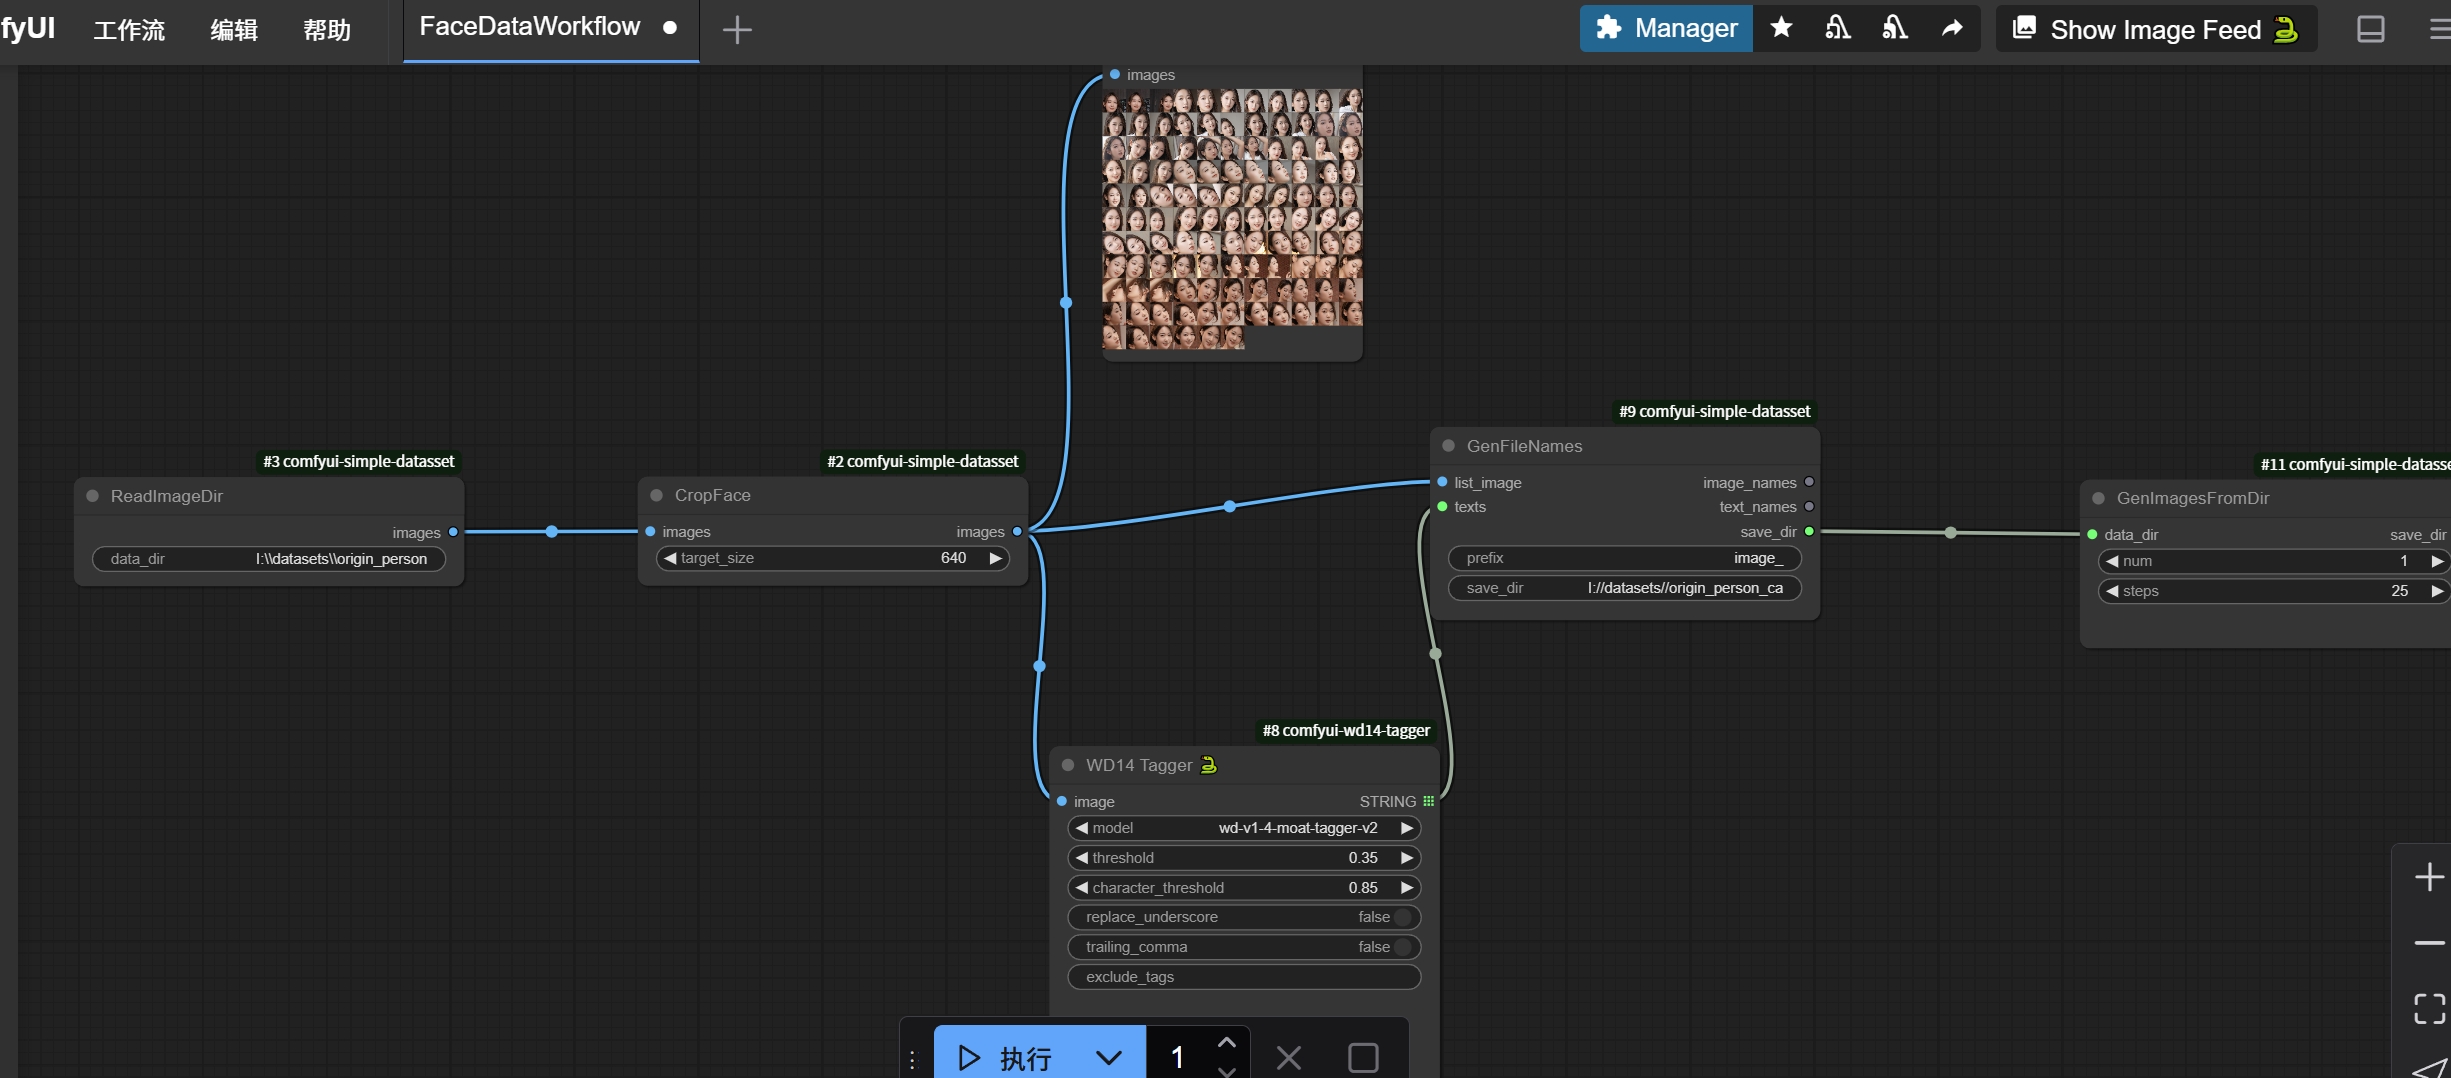 fyUI 工作流 编辑 帮助 FaceDataWorkflow Manager Show Image Feed
images
#9 comfyui-simple-datasset
GenFileNames
list_image image_names
texts text_names
save_dir
prefix image_
save_dir I://datasets//origin_person_ca
#3 comfyui-simple-datasset
ReadImageDir
images
data_dir I:\\datasets\\origin_person
#2 comfyui-simple-datasset
CropFace
images images
target_size 640
#11 comfyui-simple-datasse
GenImagesFromDir
data_dir save_dir
num 1
steps 25
#8 comfyui-wd14-tagger
WD14 Tagger
image STRING
model wd-v1-4-moat-tagger-v2
threshold 0.35
character_threshold 0.85
replace_underscore false
trailing_comma false
exclude_tags
执行 1